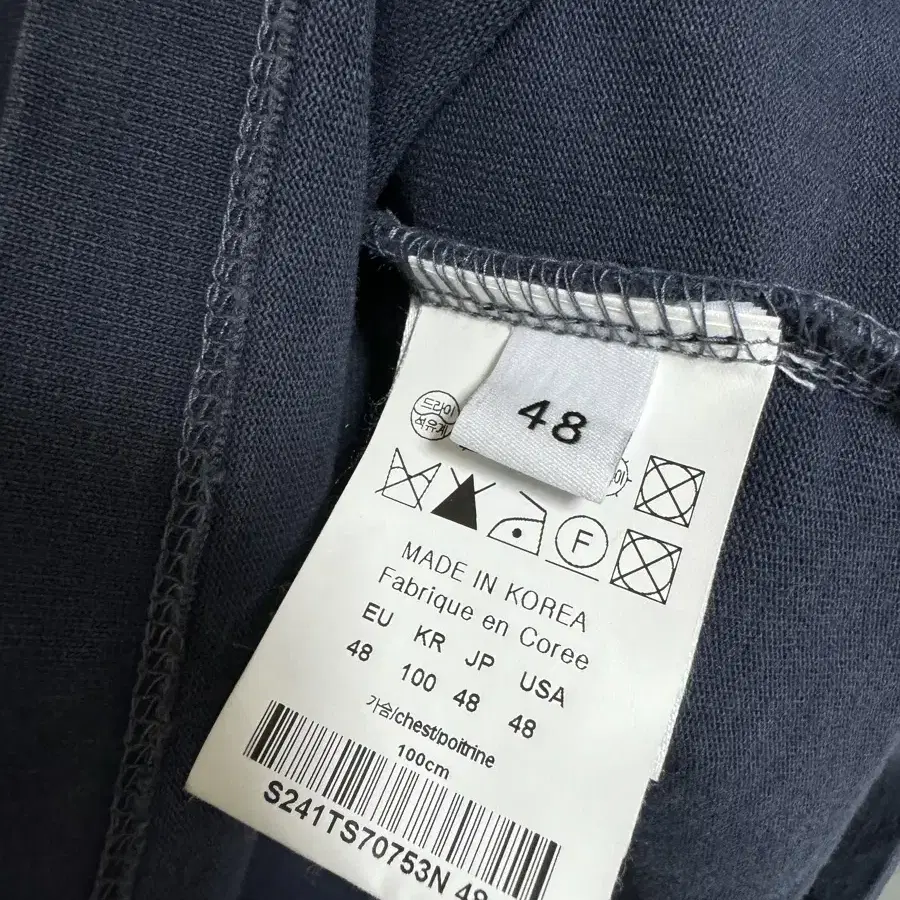 48
드라이
석유계
이
F
MADE IN KOREA
Fabrique en Coree
EU KR JP USA
48 100 48 48
가슴/chest/poitrine
100cm
S241TS70753N 48